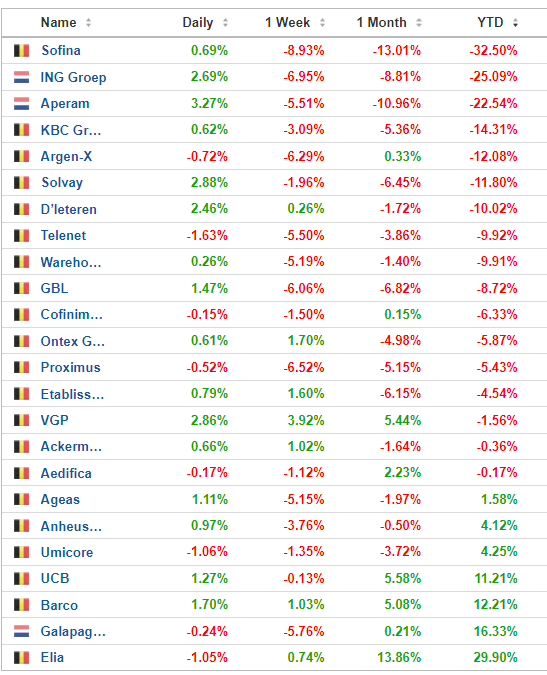 Name Daily 1 Week 1 Month YTD
Sofina 0.69% -8.93% -13.01% -32.50%
ING Groep 2.69% -6.95% -8.81% -25.09%
Aperam 3.27% -5.51% -10.96% -22.54%
KBC Gr... 0.62% -3.09% -5.36% -14.31%
Argen-X -0.72% -6.29% 0.33% -12.08%
Solvay 2.88% -1.96% -6.45% -11.80%
D'Ieteren 2.46% 0.26% -1.72% -10.02%
Telenet -1.63% -5.50% -3.86% -9.92%
Wareho... 0.26% -5.19% -1.40% -9.91%
GBL 1.47% -6.06% -6.82% -8.72%
Cofinim... -0.15% -1.50% 0.15% -6.33%
Ontex G... 0.61% 1.70% -4.98% -5.87%
Proximus -0.52% -6.52% -5.15% -5.43%
Etabliss... 0.79% 1.60% -6.15% -4.54%
VGP 2.86% 3.92% 5.44% -1.56%
Ackerm... 0.66% 1.02% -1.64% -0.36%
Aedifica -0.17% -1.12% 2.23% -0.17%
Ageas 1.11% -5.15% -1.97% 1.58%
Anheus... 0.97% -3.76% -0.50% 4.12%
Umicore -1.06% -1.35% -3.72% 4.25%
UCB 1.27% -0.13% 5.58% 11.21%
Barco 1.70% 1.03% 5.08% 12.21%
Galapag... -0.24% -5.76% 0.21% 16.33%
Elia -1.05% 0.74% 13.86% 29.90%